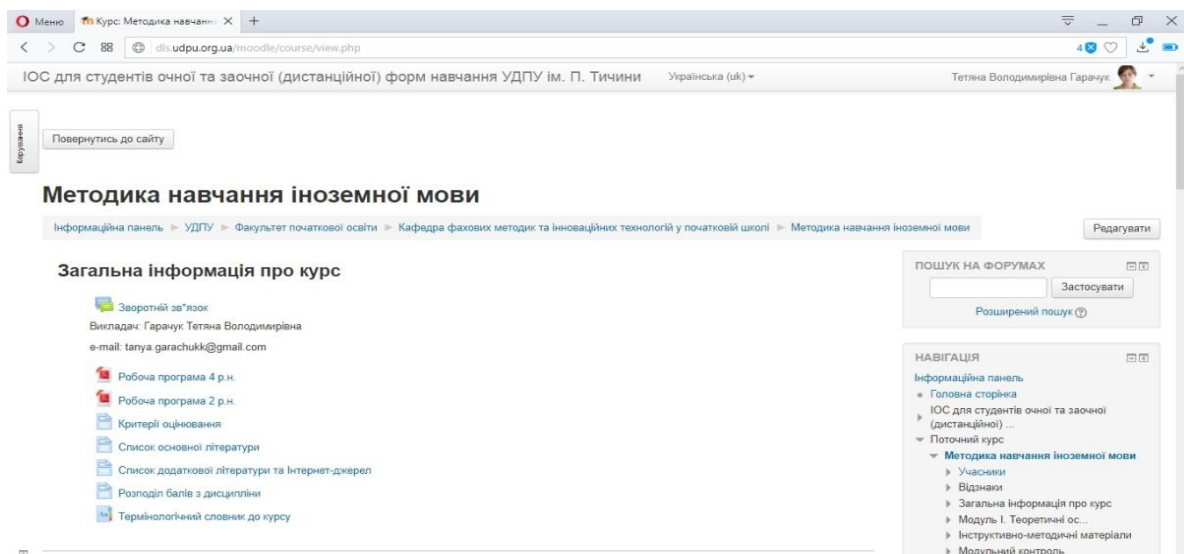 Меню
Курс: Методика навчанн
dls.udpu.org.ua/moodle/course/view.php
4
ІОС для студентів очної та заочної (дистанційної) форм навчання УДПУ ім. П. Тичини
Українська (uk)
Тетяна Володимирівна Гарачук
Керування
Повернутись до сайту
Методика навчання іноземної мови
Інформаційна панель ► УДПУ ► Факультет початкової освіти ► Кафедра фахових методик та інноваційних технологій у початковій школі ► Методика навчання іноземної мови
Редагувати
Загальна інформація про курс
Зворотній зв"язок
Викладач: Гарачук Тетяна Володимирівна
e-mail: tanya.garachukk@gmail.com
Робоча програма 4 р.н.
Робоча програма 2 р.н.
Критерії оцінювання
Список основної літератури
Список додаткової літератури та Інтернет-джерел
Розподіл балів з дисципліни
Термінологічний словник до курсу
ПОШУК НА ФОРУМАХ
Застосувати
Розширений пошук
НАВІГАЦІЯ
Інформаційна панель
Головна сторінка
ІОС для студентів очної та заочної
(дистанційної) ...
Поточний курс
Методика навчання іноземної мови
Учасники
Відзнаки
Загальна інформація про курс
Модуль І. Теоретичні ос...
Інструктивно-методичні матеріали
Модульний контроль